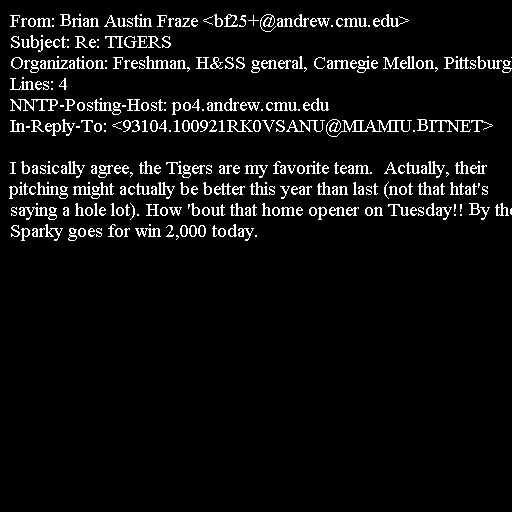 From: Brian Austin Fraze <bf25+@andrew.cmu.edu>
Subject: Re: TIGERS
Organization: Freshman, H&SS general, Carnegie Mellon, Pittsburg
Lines: 4
NNTP-Posting-Host: po4.andrew.cmu.edu
In-Reply-To: <93104.100921RK0VSANU@MIAMIU.BITNET>

I basically agree, the Tigers are my favorite team.  Actually, their
pitching might actually be better this year than last (not that htat's
saying a hole lot). How 'bout that home opener on Tuesday!! By the
Sparky goes for win 2,000 today.